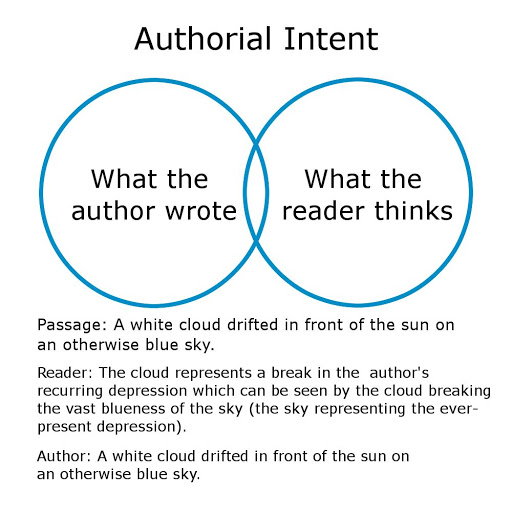 Authorial Intent
What the
author wrote
What the
reader thinks
Passage: A white cloud drifted in front of the sun on
an otherwise blue sky.
Reader: The cloud represents a break in the author's
recurring depression which can be seen by the cloud breaking
the vast blueness of the sky (the sky representing the ever-
present depression).
Author: A white cloud drifted in front of the sun on
an otherwise blue sky.